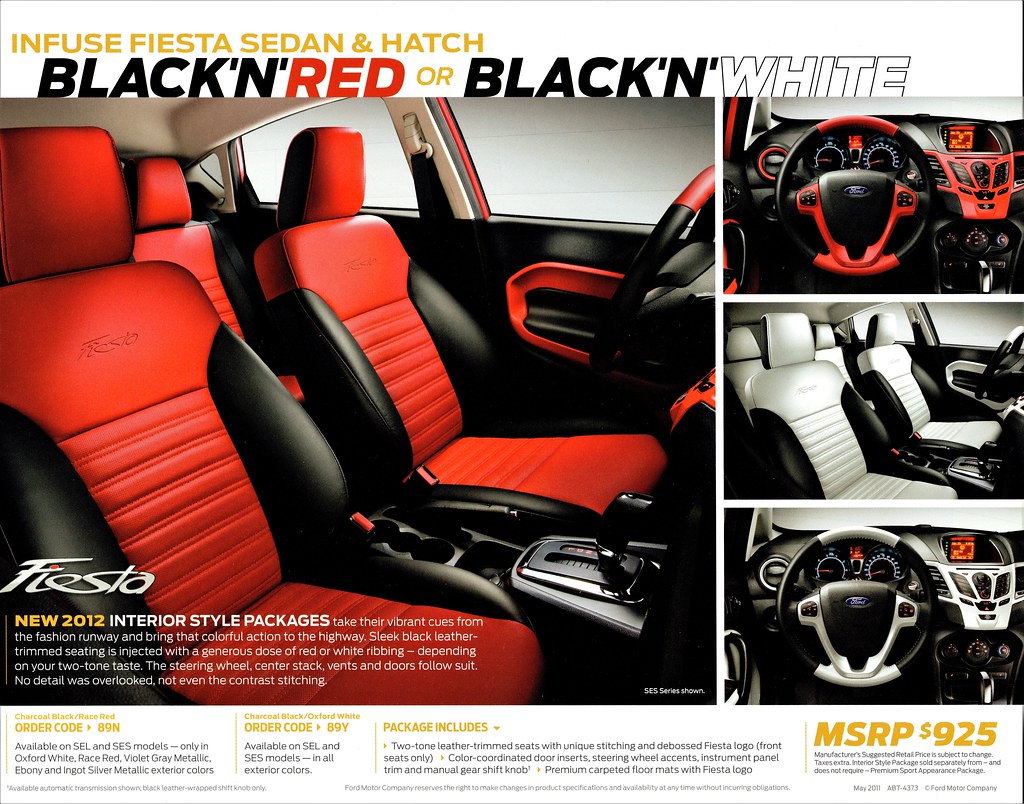 INFUSE FIESTA SEDAN & HATCH
BLACK'N'RED OR BLACK'N'WHITE
Fiesta
Fiesta
Ford
Fiesta
Ford
Fiesta
NEW 2012 INTERIOR STYLE PACKAGES take their vibrant cues from
the fashion runway and bring that colorful action to the highway. Sleek black leather-
trimmed seating is injected with a generous dose of red or white ribbing – depending
on your two-tone taste. The steering wheel, center stack, vents and doors follow suit.
No detail was overlooked, not even the contrast stitching.
SES Series shown.
Charcoal Black/Race Red
ORDER CODE ▸ 89N
Available on SEL and SES models — only in
Oxford White, Race Red, Violet Gray Metallic,
Ebony and Ingot Silver Metallic exterior colors
Charcoal Black/Oxford White
ORDER CODE ▸ 89Y
Available on SEL and
SES models — in all
exterior colors.
PACKAGE INCLUDES
▸ Two-tone leather-trimmed seats with unique stitching and debossed Fiesta logo (front
seats only) ▸ Color-coordinated door inserts, steering wheel accents, instrument panel
trim and manual gear shift knob¹ ▸ Premium carpeted floor mats with Fiesta logo
MSRP $925
Manufacturer's Suggested Retail Price is subject to change.
Taxes extra. Interior Style Package sold separately from – and
does not require – Premium Sport Appearance Package.
¹Available automatic transmission shown; black leather-wrapped shift knob only.
Ford Motor Company reserves the right to make changes in product specifications and availability at any time without incurring obligations.
May 2011 ABT-4373 © Ford Motor Company